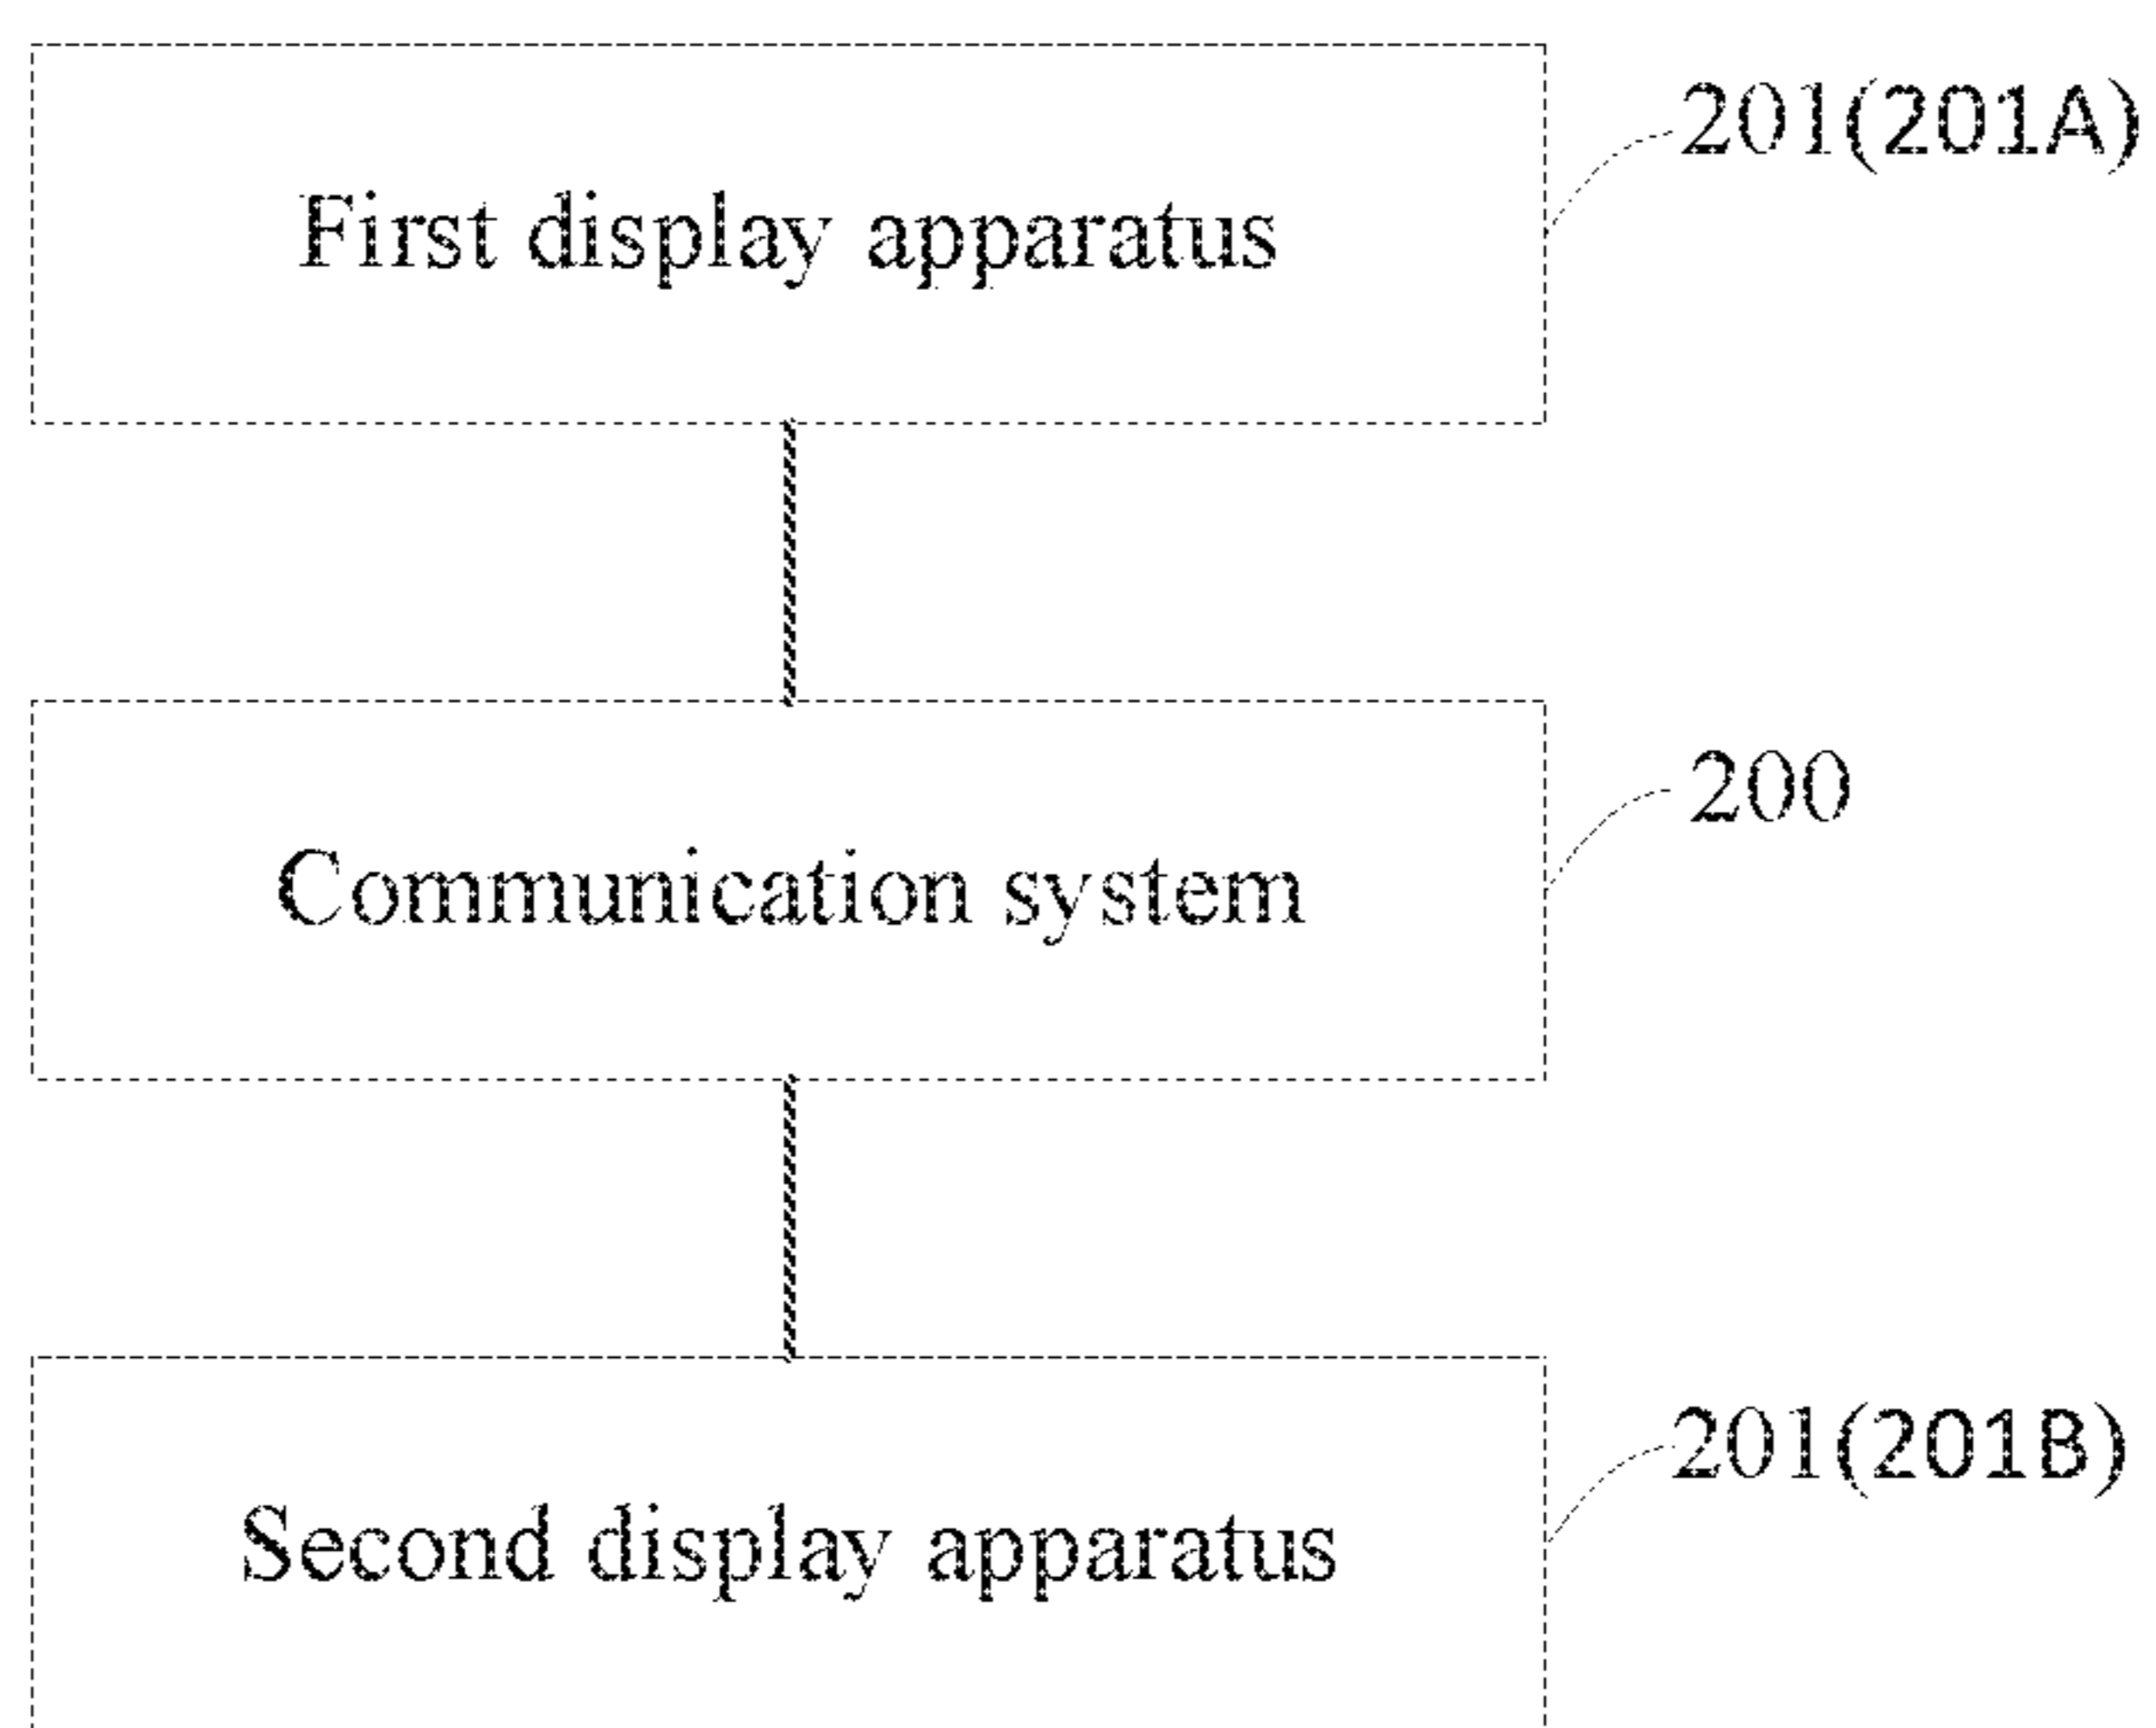 201(201A)
First display apparatus
200
Communication system
201(201B)
Second display apparatus